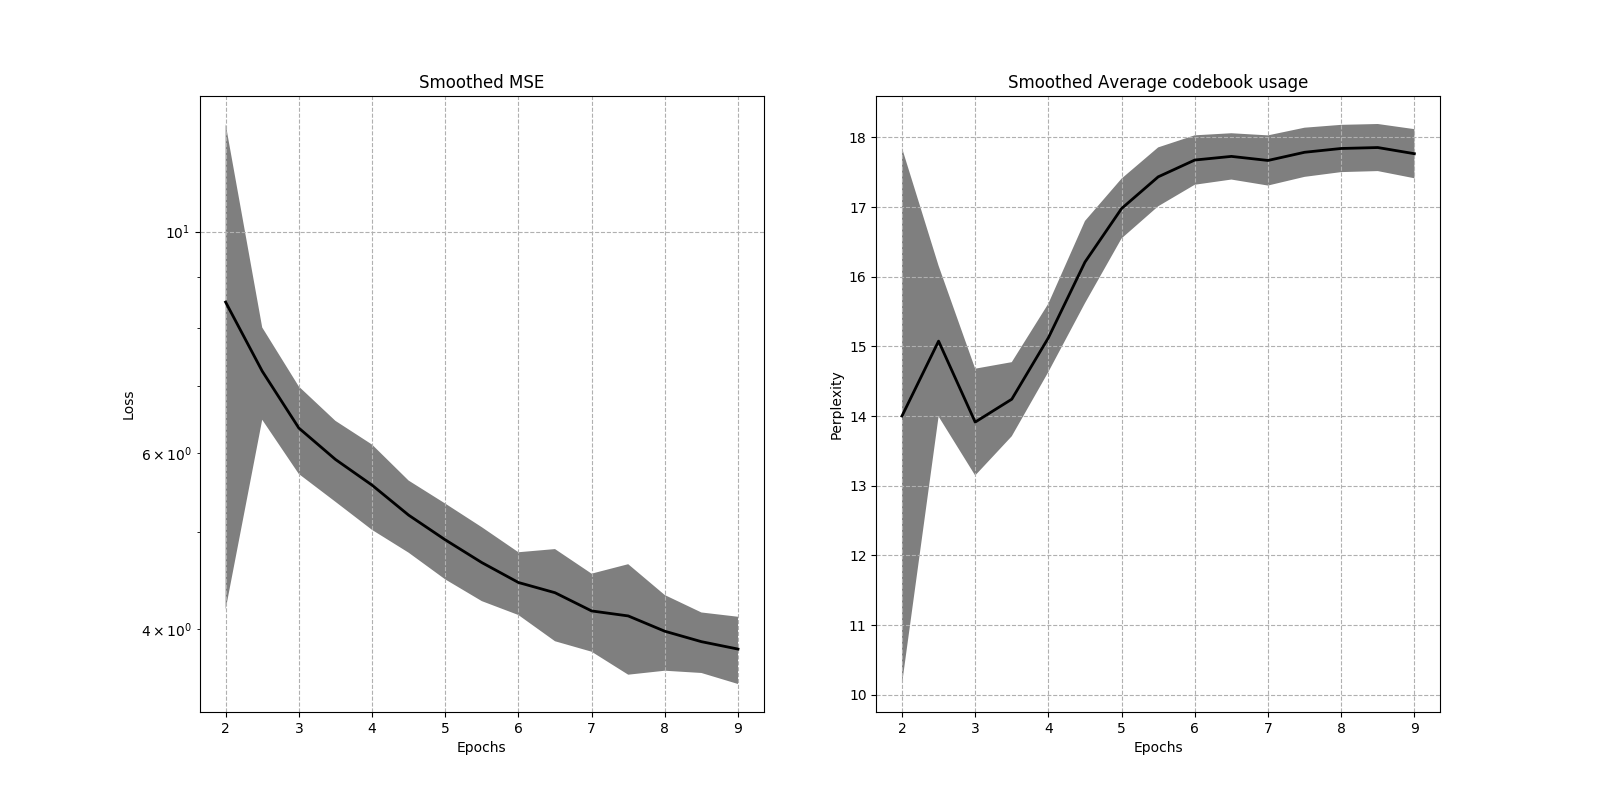 Smoothed MSE
Loss
10¹
6 × 10⁰
4 × 10⁰
2 3 4 5 6 7 8 9
Epochs
Smoothed Average codebook usage
Perplexity
18
17
16
15
14
13
12
11
10
2 3 4 5 6 7 8 9
Epochs